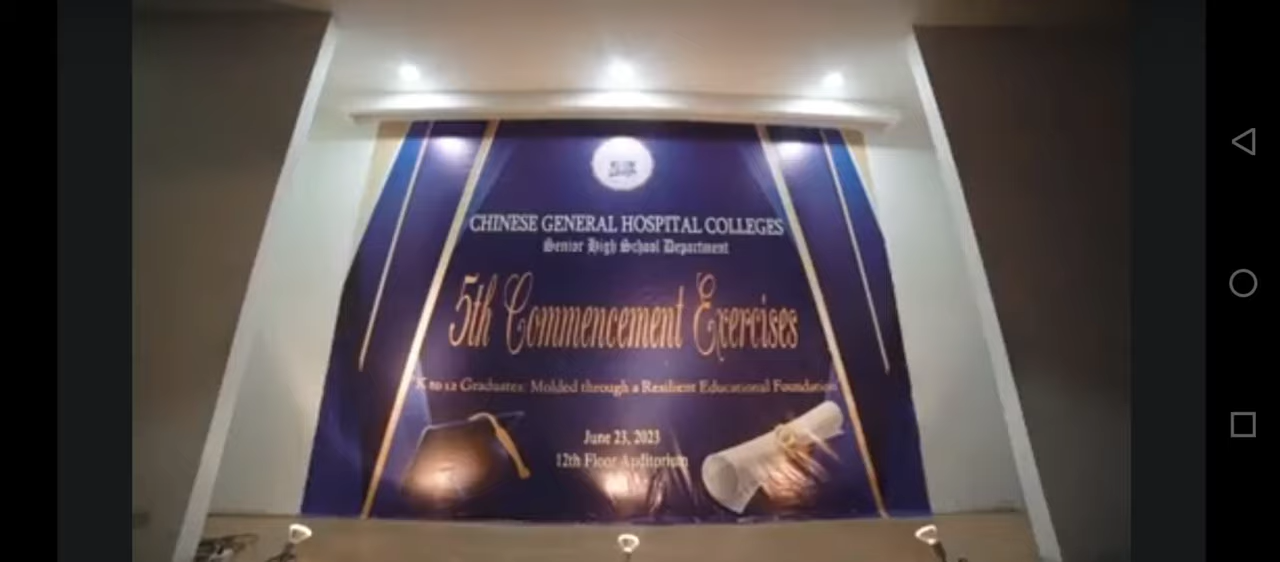 CHINESE GENERAL HOSPITAL COLLEGES
Senior High School Department
5th Commencement Exercises
"K to 12 Graduates: Molded through a Resilient Educational Foundation
June 23, 2023
12th Floor Auditorium